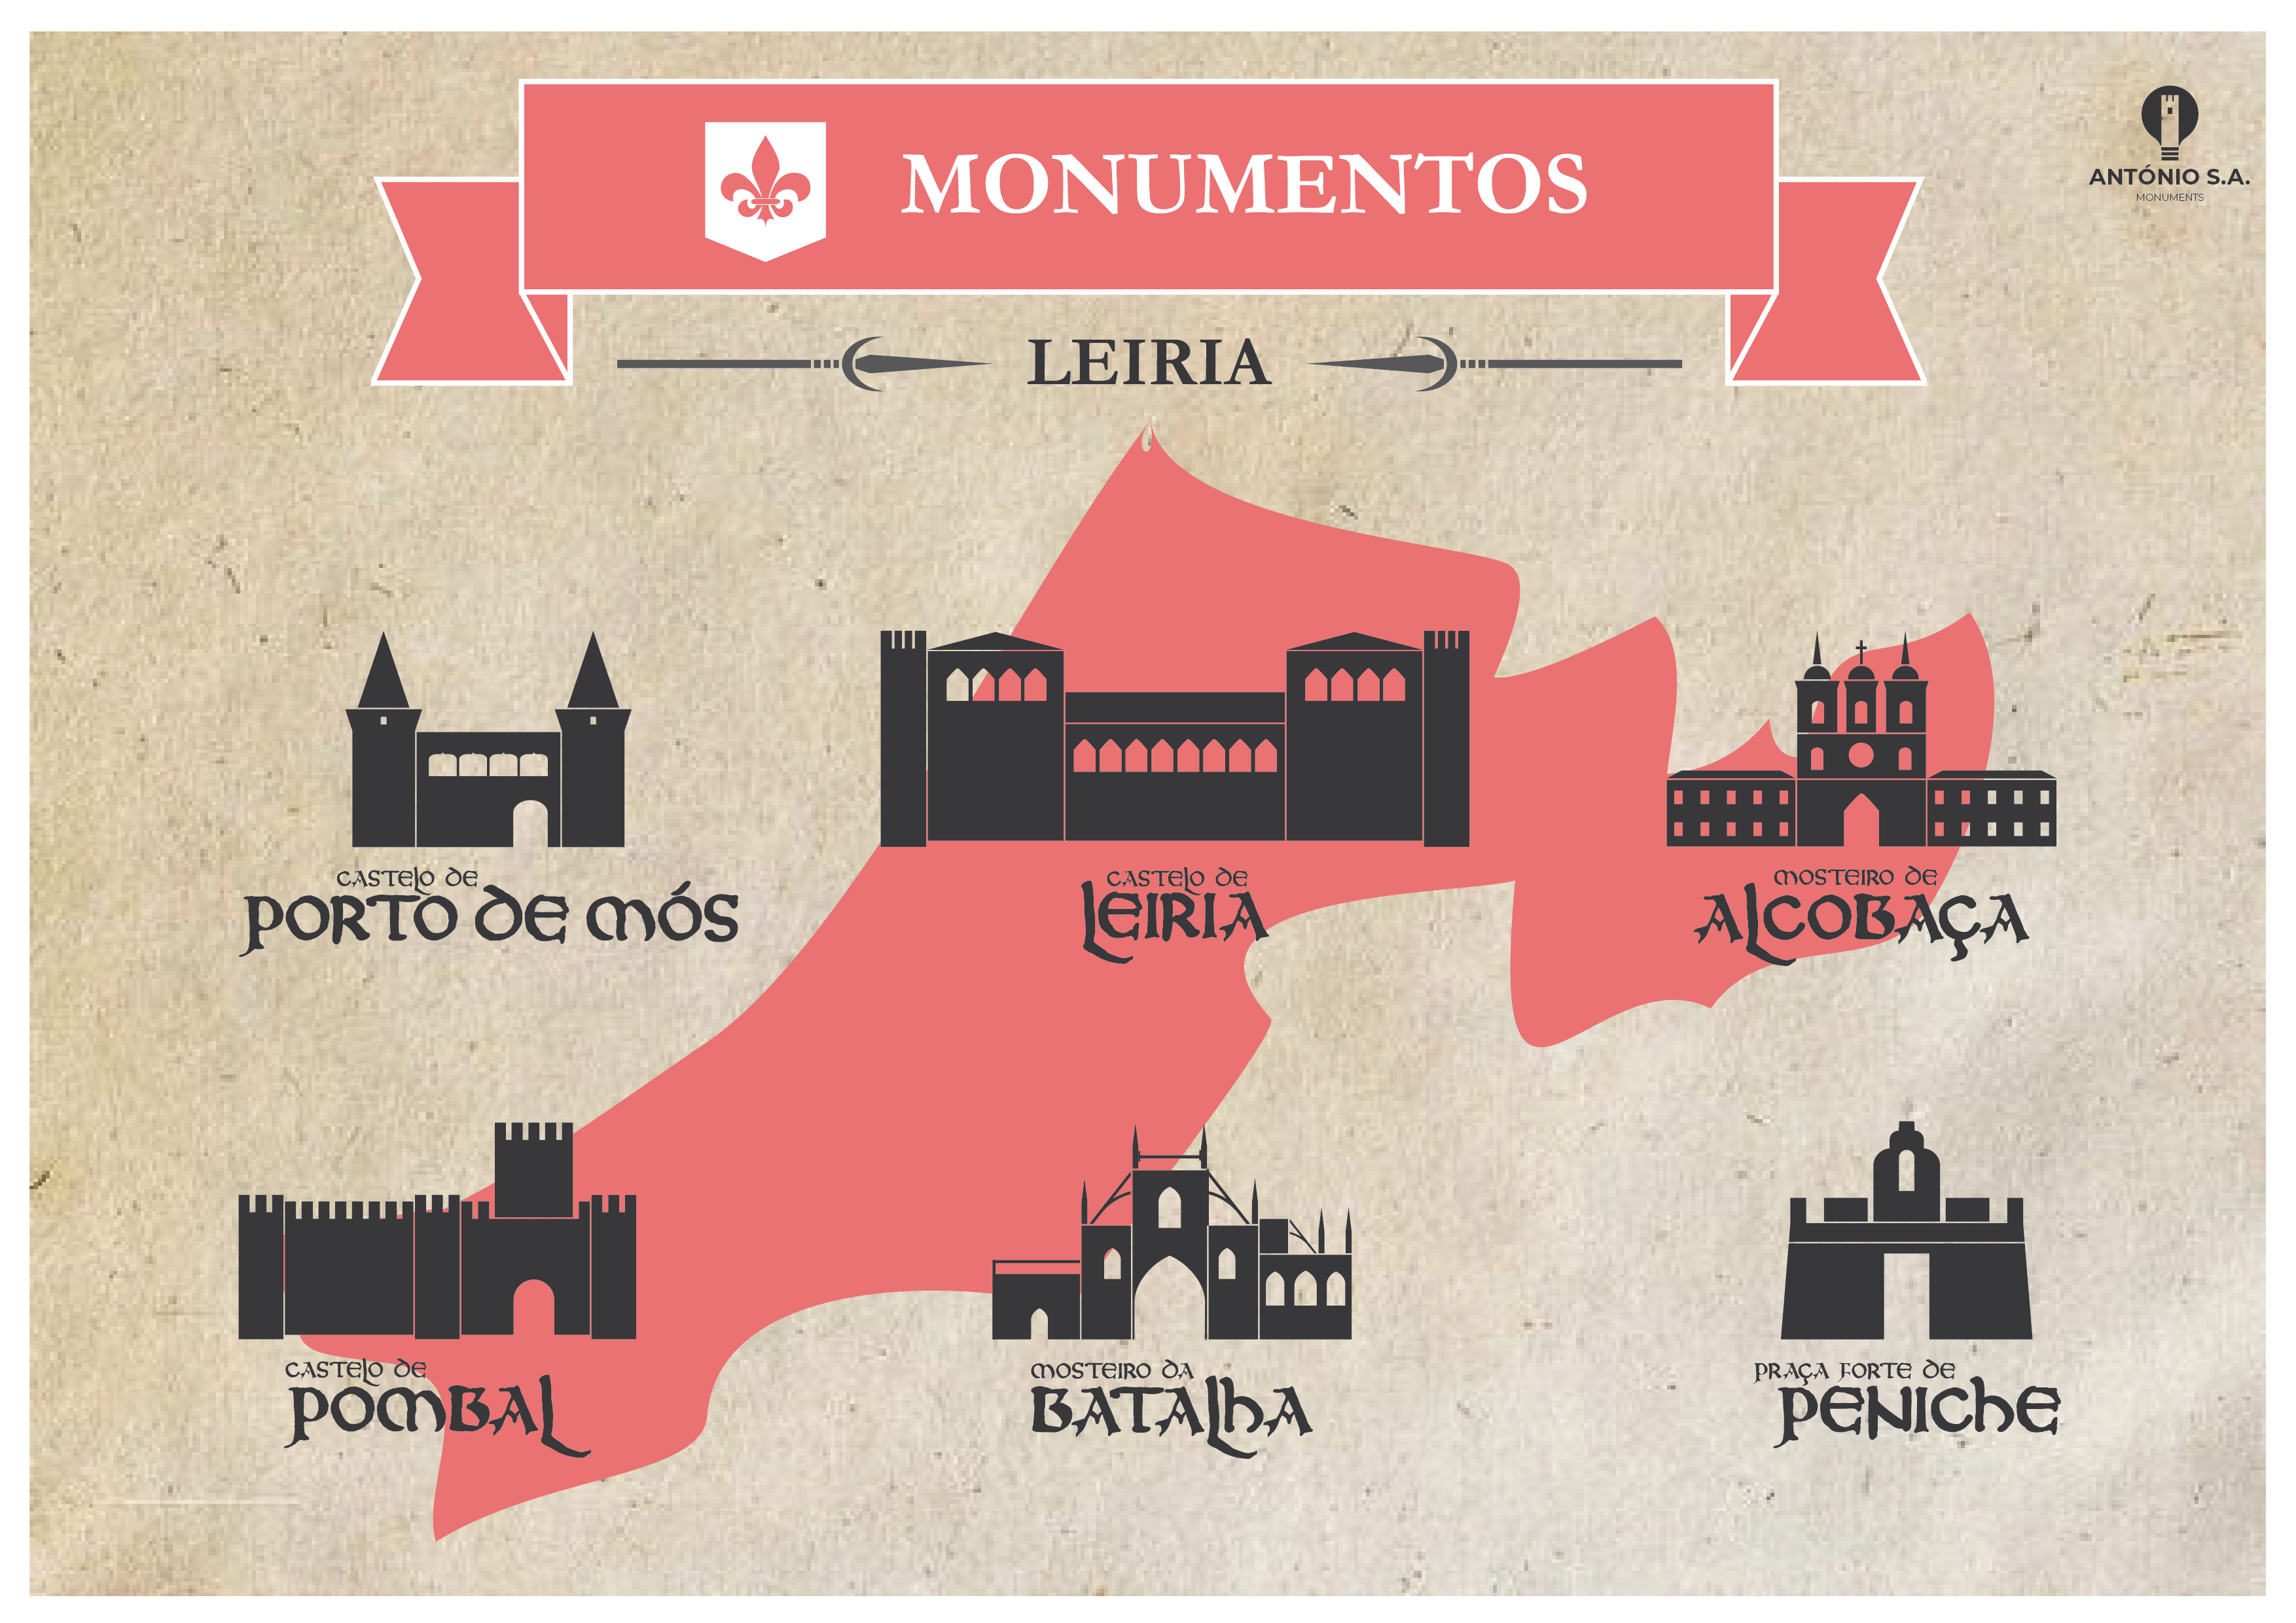 MONUMENTOS
ANTÓNIO S.A.
MONUMENTS
LEIRIA
CASTELO DE
PORTO DE MÓS
CASTELO DE
LEIRIA
MOSTEIRO DE
ALCOBAÇA
CASTELO DE
POMBAL
MOSTEIRO DA
BATALHA
PRAÇA FORTE DE
PENICHE